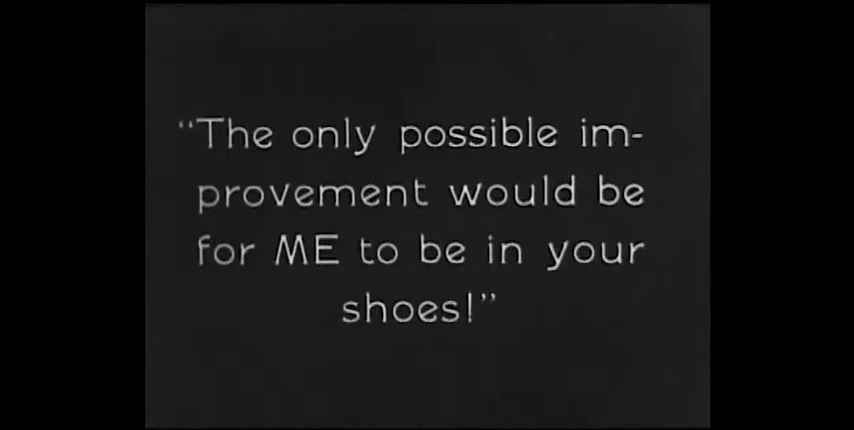 “The only possible im-
provement would be
for ME to be in your
shoes!”